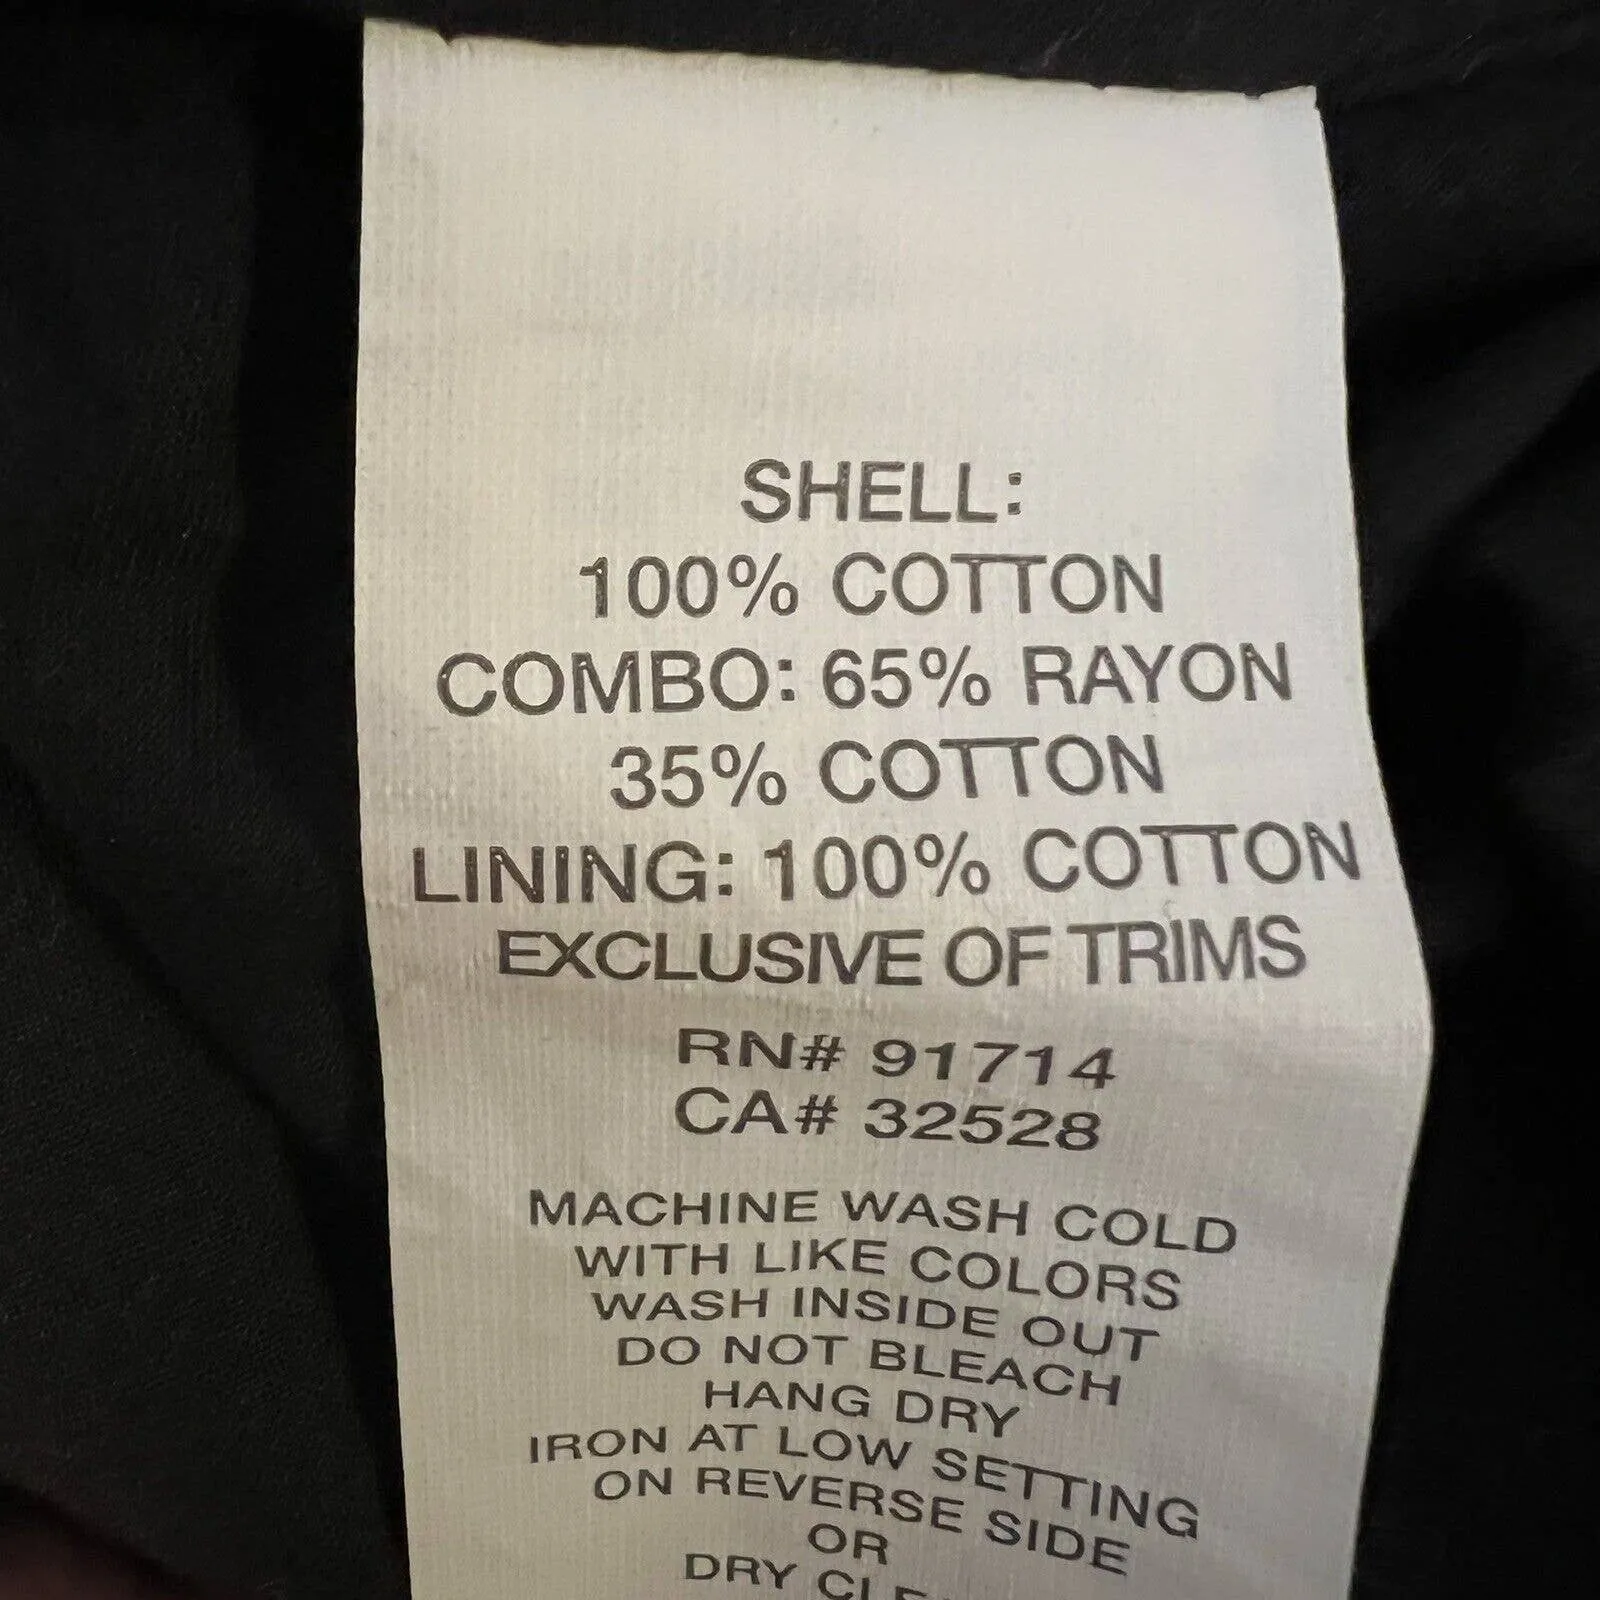 SHELL:
100% COTTON
COMBO: 65% RAYON
35% COTTON
LINING: 100% COTTON
EXCLUSIVE OF TRIMS
RN# 91714
CA# 32528
MACHINE WASH COLD
WITH LIKE COLORS
WASH INSIDE OUT
DO NOT BLEACH
HANG DRY
IRON AT LOW SETTING
ON REVERSE SIDE
OR
DRY